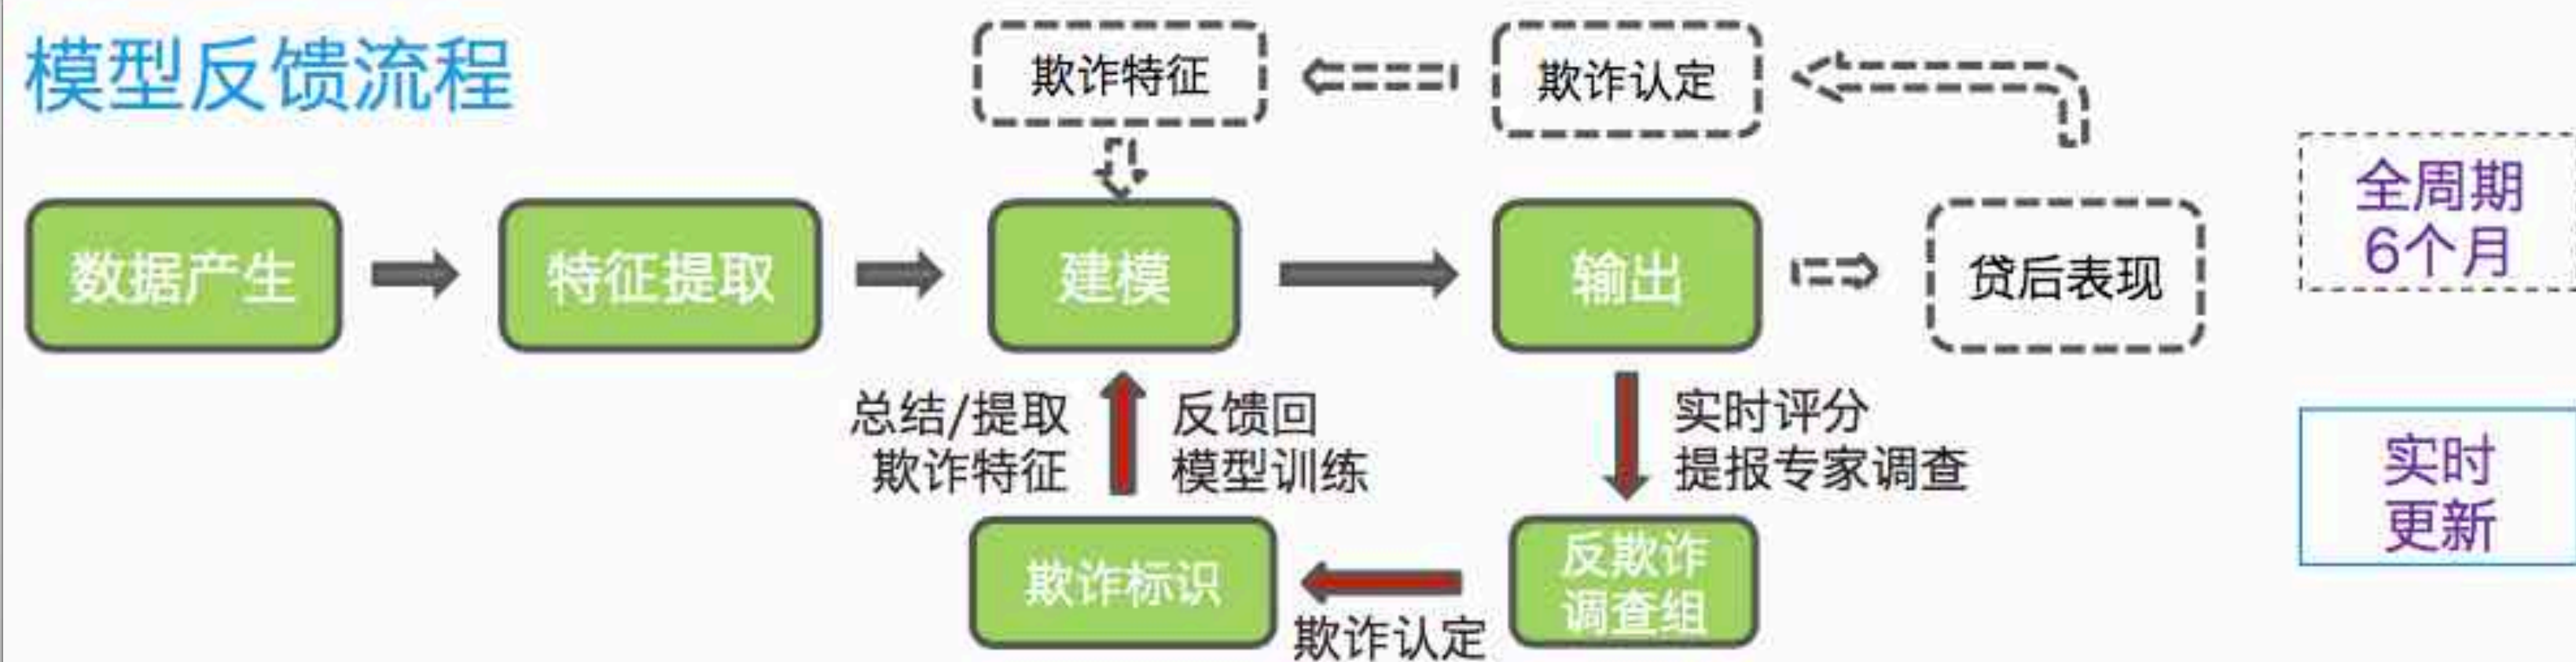 模型反馈流程
欺诈特征
欺诈认定
数据产生
特征提取
建模
输出
贷后表现
全周期
6个月
总结/提取
欺诈特征
反馈回
模型训练
实时评分
提报专家调查
实时
更新
欺诈标识
欺诈认定
反欺诈
调查组